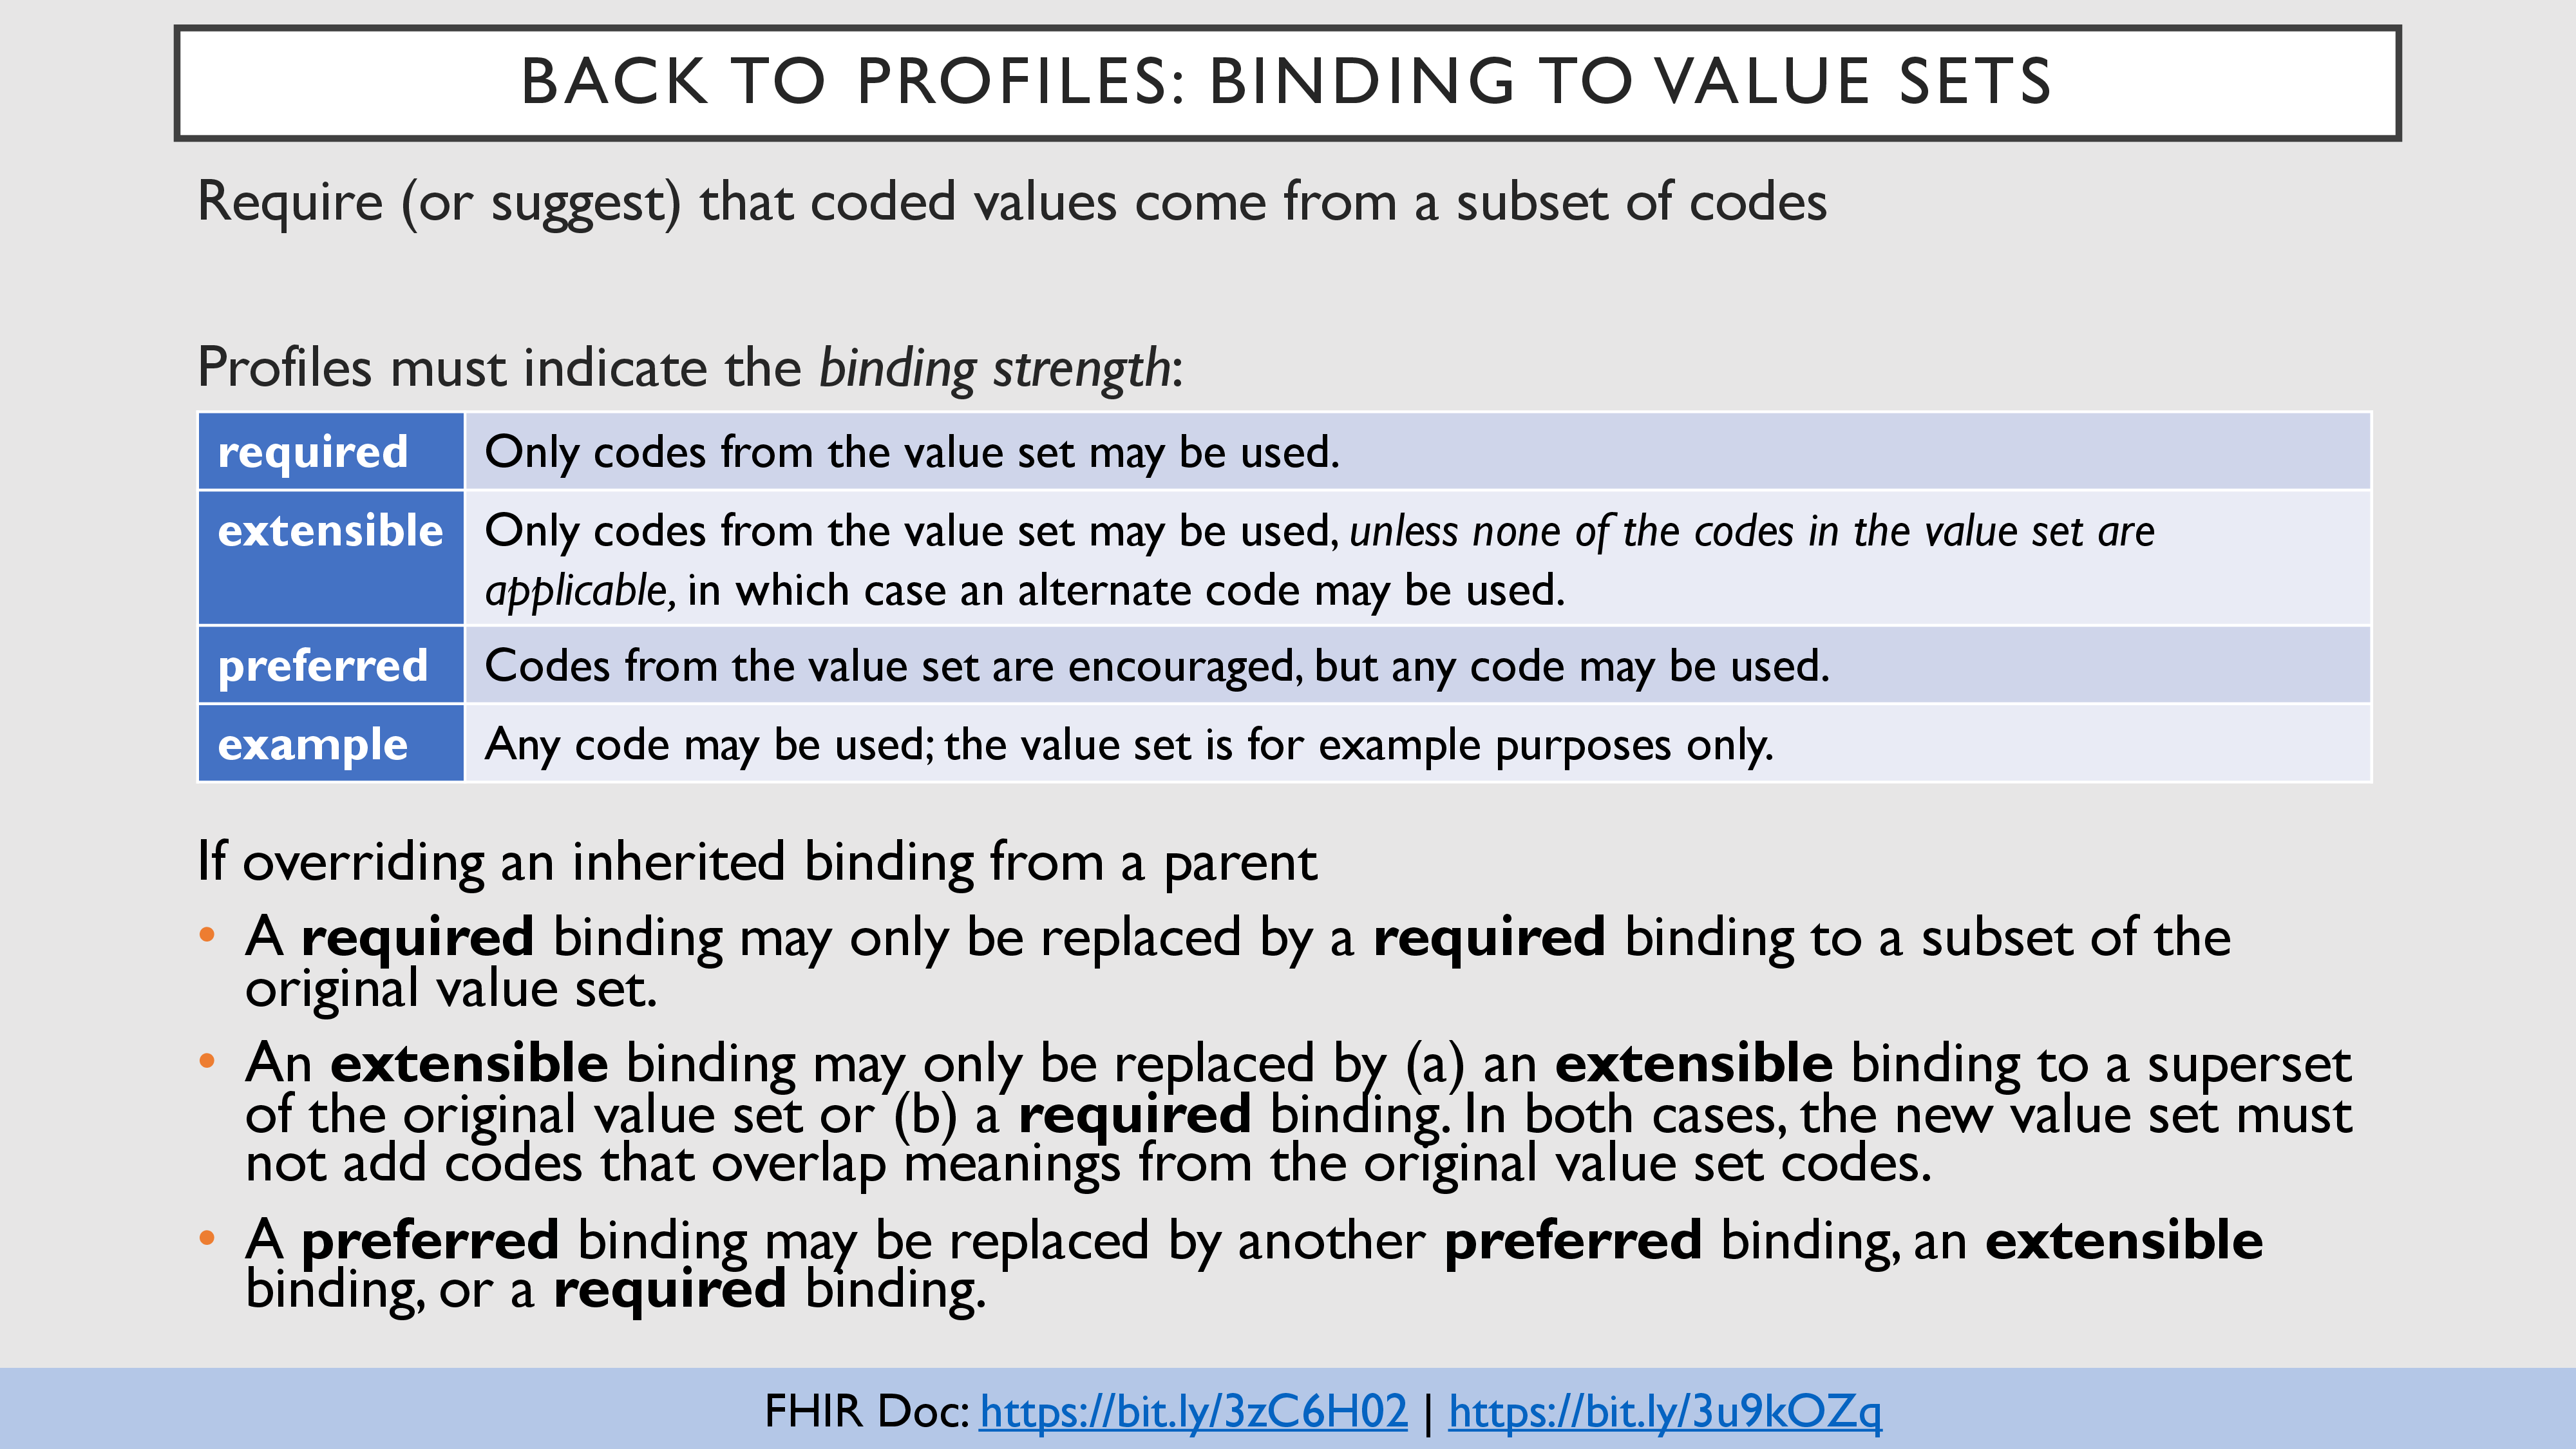 BACK TO PROFILES: BINDING TO VALUE SETS
Require (or suggest) that coded values come from a subset of codes
Profiles must indicate the binding strength:
required Only codes from the value set may be used.
extensible Only codes from the value set may be used, unless none of the codes in the value set are
applicable, in which case an alternate code may be used.
preferred Codes from the value set are encouraged, but any code may be used.
example Any code may be used; the value set is for example purposes only.
If overriding an inherited binding from a parent
• A required binding may only be replaced by a required binding to a subset of the
original value set.
• An extensible binding may only be replaced by (a) an extensible binding to a superset
of the original value set or (b) a required binding. In both cases, the new value set must
not add codes that overlap meanings from the original value set codes.
• A preferred binding may be replaced by another preferred binding, an extensible
binding, or a required binding.
FHIR Doc: https://bit.ly/3zC6H02 | https://bit.ly/3u9kOZq